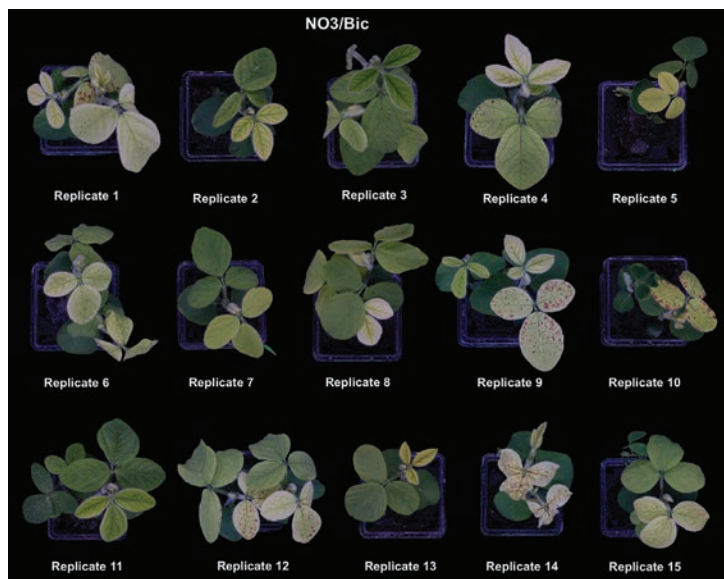 NO3/Bic
Replicate 1
Replicate 2
Replicate 3
Replicate 4
Replicate 5
Replicate 6
Replicate 7
Replicate 8
Replicate 9
Replicate 10
Replicate 11
Replicate 12
Replicate 13
Replicate 14
Replicate 15